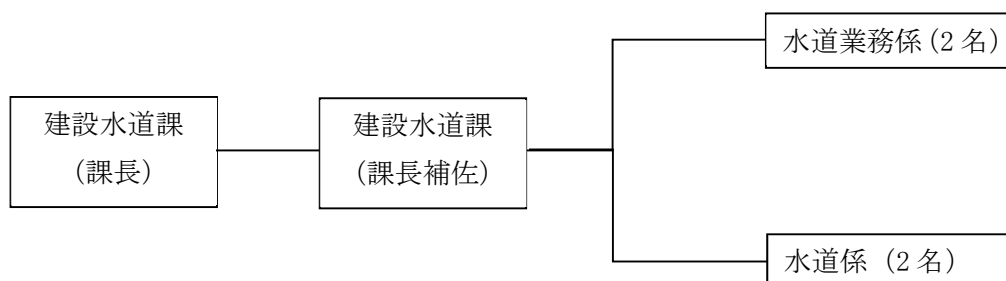 建設水道課
(課長)
建設水道課
(課長補佐)
水道業務係(2名)
水道係 (2名)